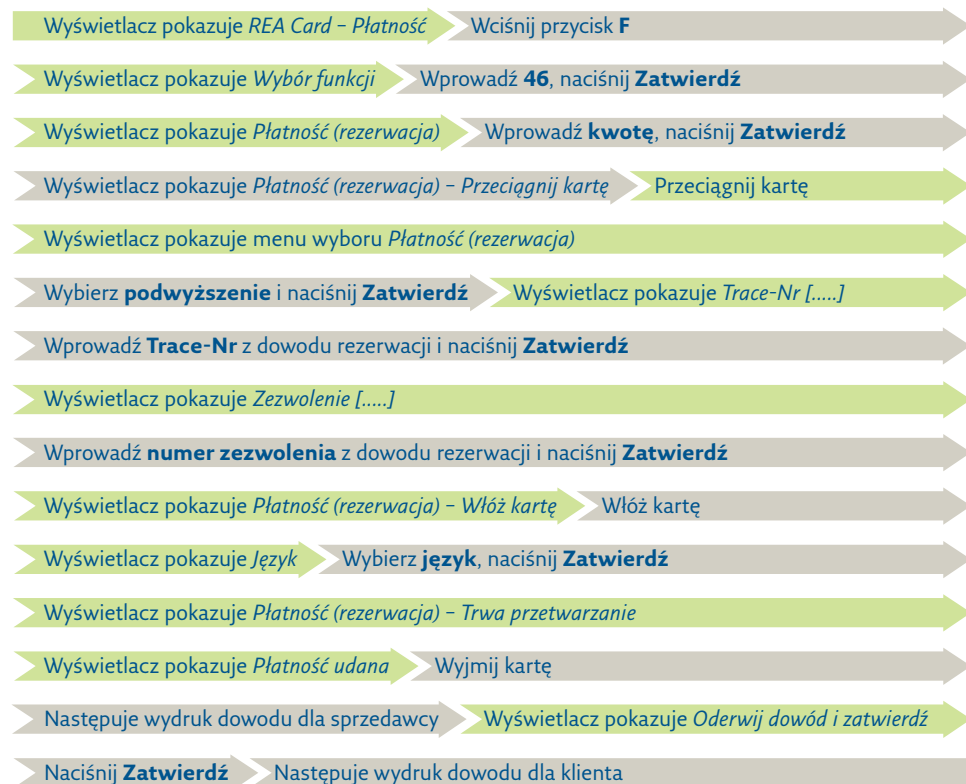 Wyświetlacz pokazuje REA Card – Płatność Wciśnij przycisk F
Wyświetlacz pokazuje Wybór funkcji Wprowadź 46, naciśnij Zatwierdź
Wyświetlacz pokazuje Płatność (rezerwacja) Wprowadź kwotę, naciśnij Zatwierdź
Wyświetlacz pokazuje Płatność (rezerwacja) – Przeciągnij kartę Przeciągnij kartę
Wyświetlacz pokazuje menu wyboru Płatność (rezerwacja)
Wybierz podwyższenie i naciśnij Zatwierdź Wyświetlacz pokazuje Trace-Nr [.....]
Wprowadź Trace-Nr z dowodu rezerwacji i naciśnij Zatwierdź
Wyświetlacz pokazuje Zezwolenie [.....]
Wprowadź numer zezwolenia z dowodu rezerwacji i naciśnij Zatwierdź
Wyświetlacz pokazuje Płatność (rezerwacja) – Włóż kartę Włóż kartę
Wyświetlacz pokazuje Język Wybierz język, naciśnij Zatwierdź
Wyświetlacz pokazuje Płatność (rezerwacja) – Trwa przetwarzanie
Wyświetlacz pokazuje Płatność udana Wyjmij kartę
Następuje wydruk dowodu dla sprzedawcy Wyświetlacz pokazuje Oderwij dowód i zatwierdź
Naciśnij Zatwierdź Następuje wydruk dowodu dla klienta